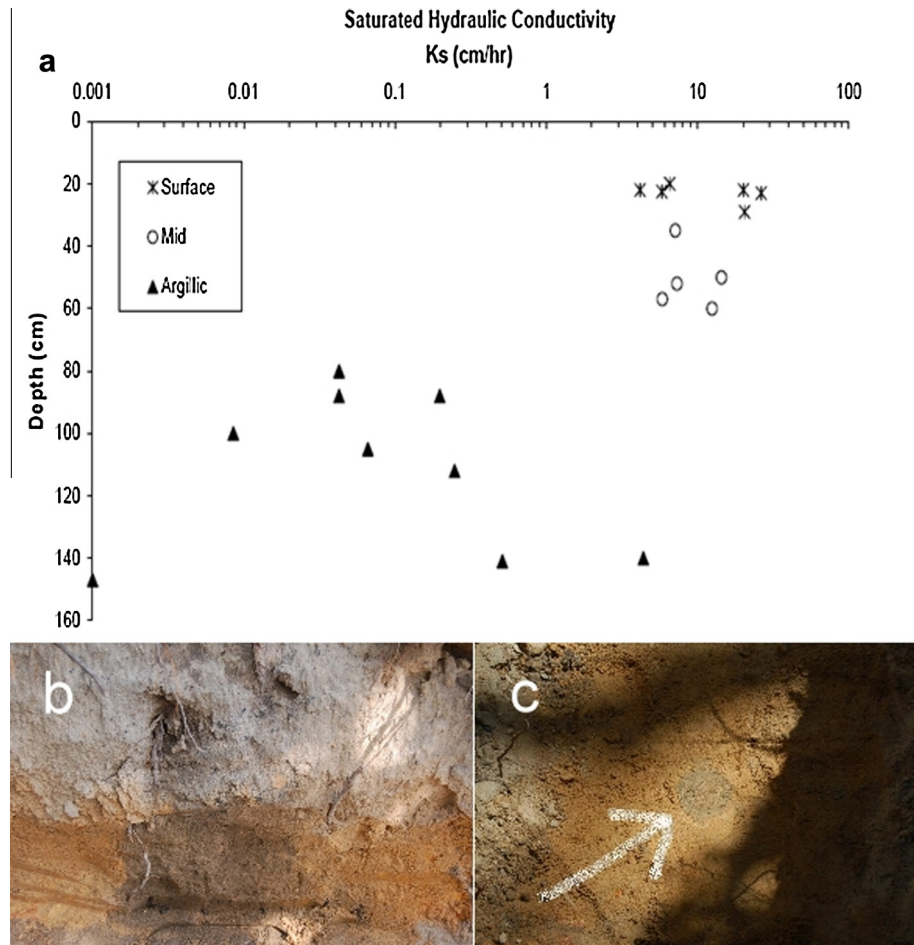 Saturated Hydraulic Conductivity
Ks (cm/hr)
a
0.001 0.01 0.1 1 10 100
0
20
40
60
80
100
120
140
160
Depth (cm)
Surface
Mid
Argillic
b
c